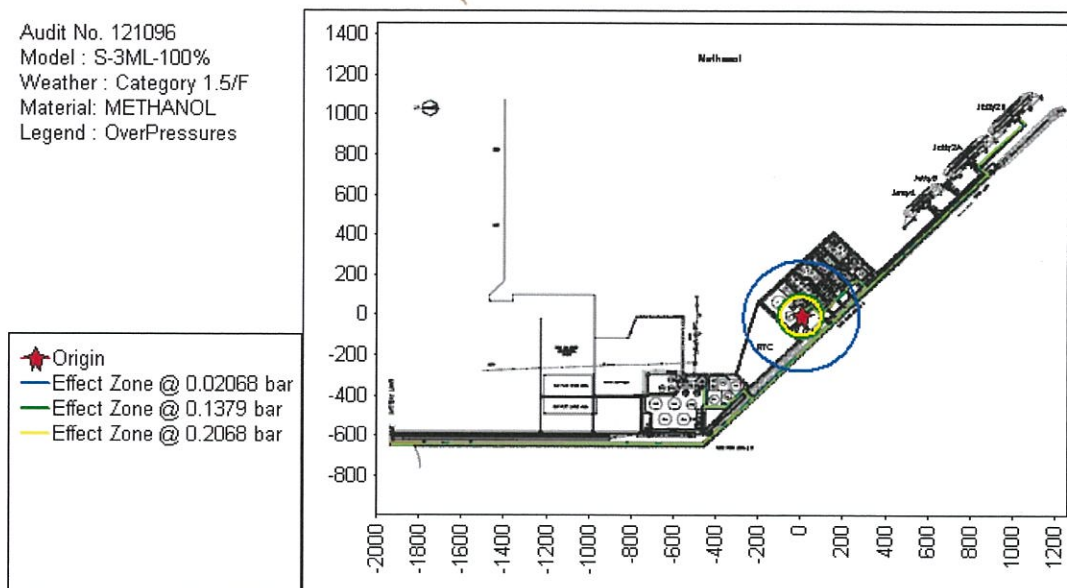 Audit No. 121096
Model : S-3ML-100%
Weather : Category 1.5/F
Material: METHANOL
Legend : OverPressures
Origin
Effect Zone @ 0.02068 bar
Effect Zone @ 0.1379 bar
Effect Zone @ 0.2068 bar
1400
1200
1000
800
600
400
200
0
-200
-400
-600
-800
Methanol
Jetty2B
Jetty2A
RTC
-2000
-1800
-1600
-1400
-1200
-1000
-800
-600
-400
-200
0
200
400
600
800
1000
1200